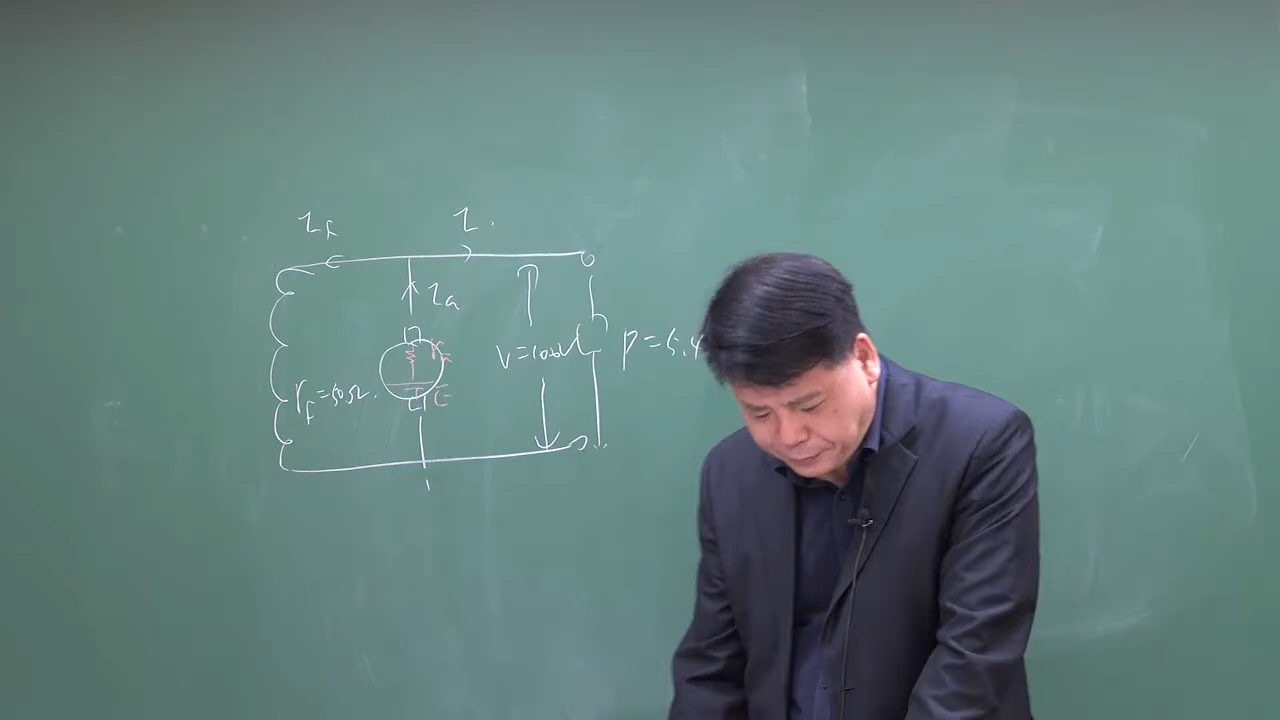 I_f
I
I_a
V=100V
P=5.4
r_f=50Ω